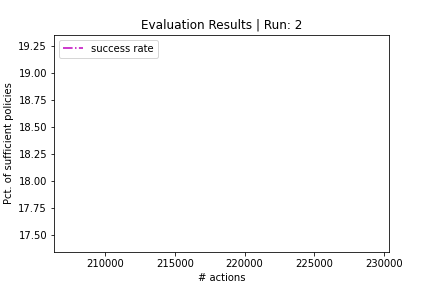 Evaluation Results | Run: 2
success rate
Pct. of sufficient policies
19.25
19.00
18.75
18.50
18.25
18.00
17.75
17.50
210000 215000 220000 225000 230000
# actions